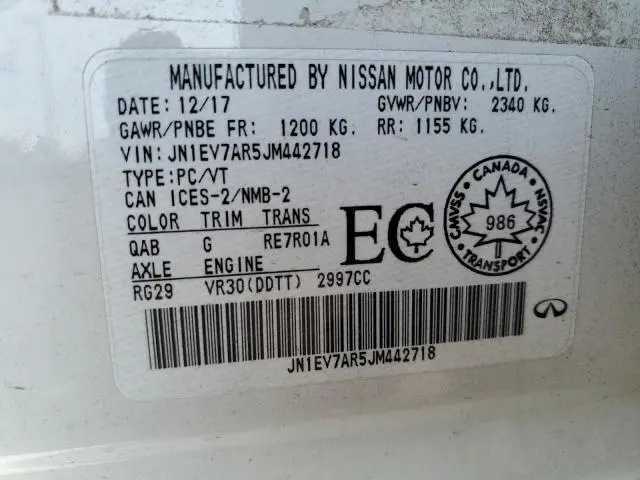 MANUFACTURED BY NISSAN MOTOR CO.,LTD.
DATE: 12/17 GVWR/PNBV: 2340 KG.
GAWR/PNBE FR: 1200 KG. RR: 1155 KG.
VIN: JN1EV7AR5JM442718
TYPE: PC/VT
CAN ICES-2/NMB-2
COLOR TRIM TRANS
QAB G RE7R01A
AXLE ENGINE
RG29 VR30(DDTT) 2997CC
EC
CANADA
CMVSS 986 NSVAC
TRANSPORT
JN1EV7AR5JM442718